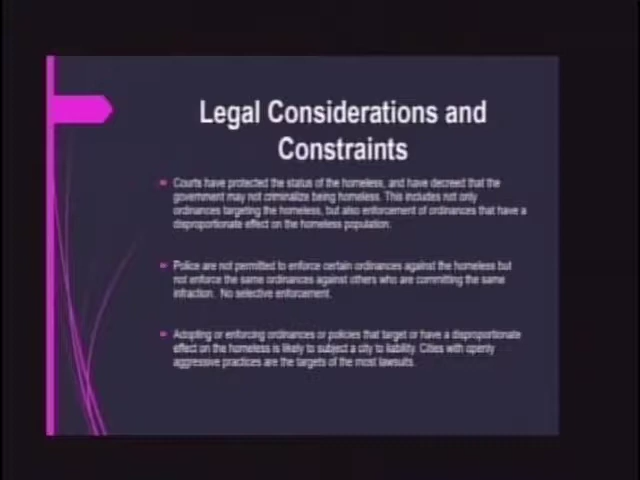 Legal Considerations and
Constraints
Courts have protected the status of the homeless, and have decreed that the
government may not criminalize being homeless. This includes not only
ordinances targeting the homeless, but also enforcement of ordinances that have a
disproportionate effect on the homeless population.
Police are not permitted to enforce certain ordinances against the homeless but
not enforce the same ordinances against others who are committing the same
infraction. No selective enforcement.
Adopting or enforcing ordinances or policies that target or have a disproportionate
effect on the homeless is likely to subject a city to liability. Cities with openly
aggressive practices are the targets of the most lawsuits.